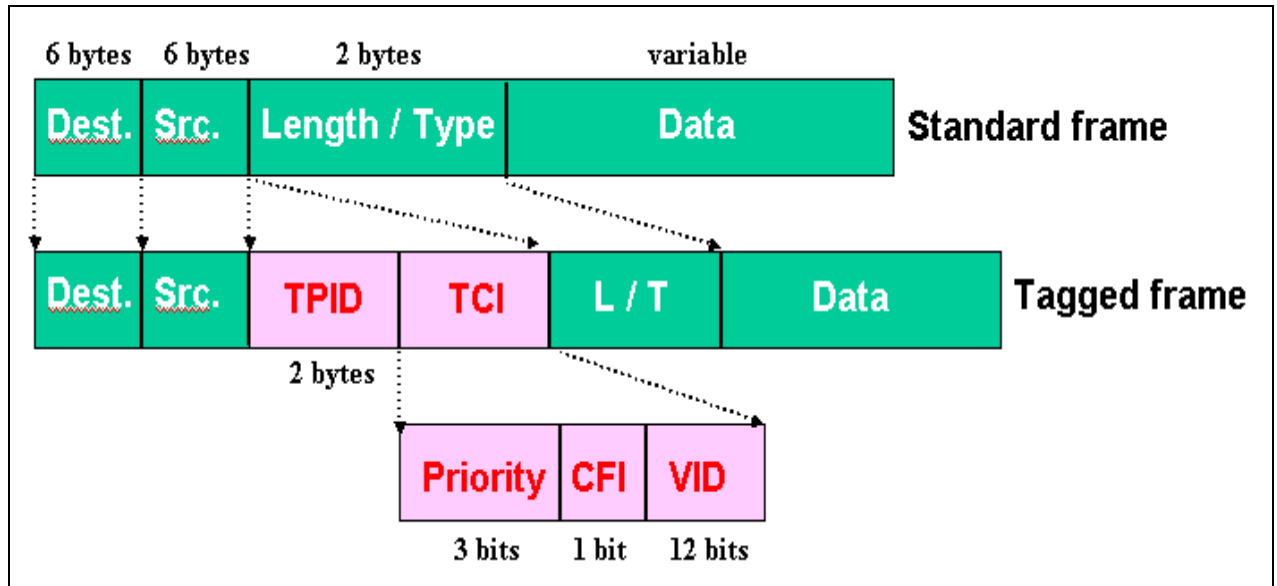 6 bytes 6 bytes 2 bytes variable
Dest. Src. Length / Type Data Standard frame
Dest. Src. TPID TCI L / T Data Tagged frame
2 bytes
Priority CFI VID
3 bits 1 bit 12 bits